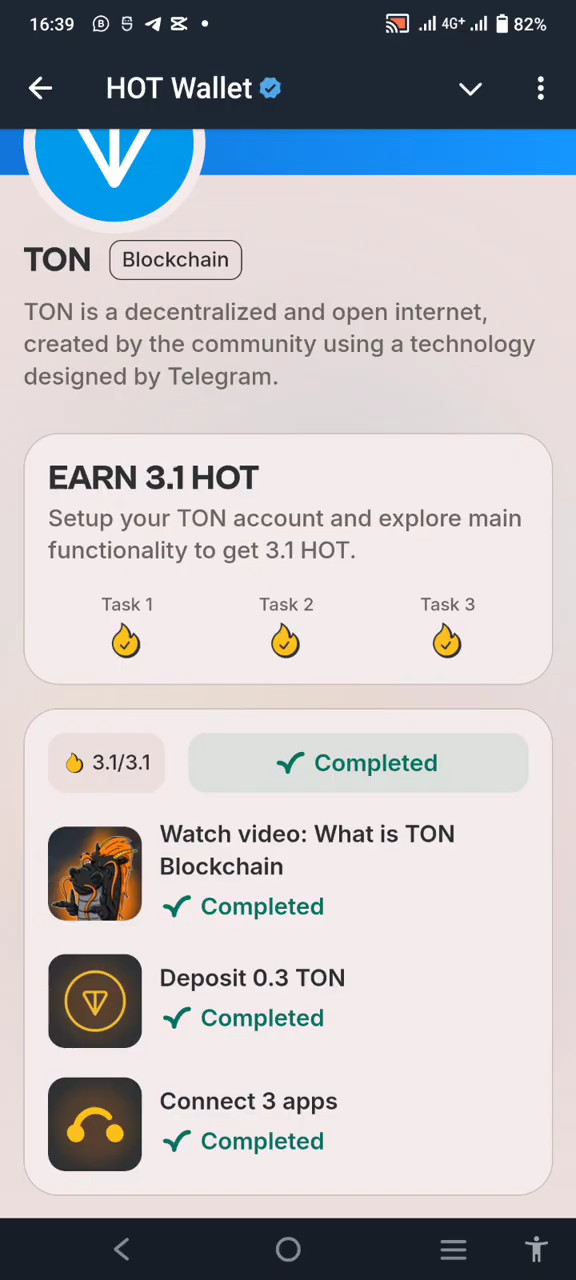 16:39 4G+ 82%
HOT Wallet
TON Blockchain
TON is a decentralized and open internet,
created by the community using a technology
designed by Telegram.
EARN 3.1 HOT
Setup your TON account and explore main
functionality to get 3.1 HOT.
Task 1 Task 2 Task 3
3.1/3.1 Completed
Watch video: What is TON
Blockchain
Completed
Deposit 0.3 TON
Completed
Connect 3 apps
Completed